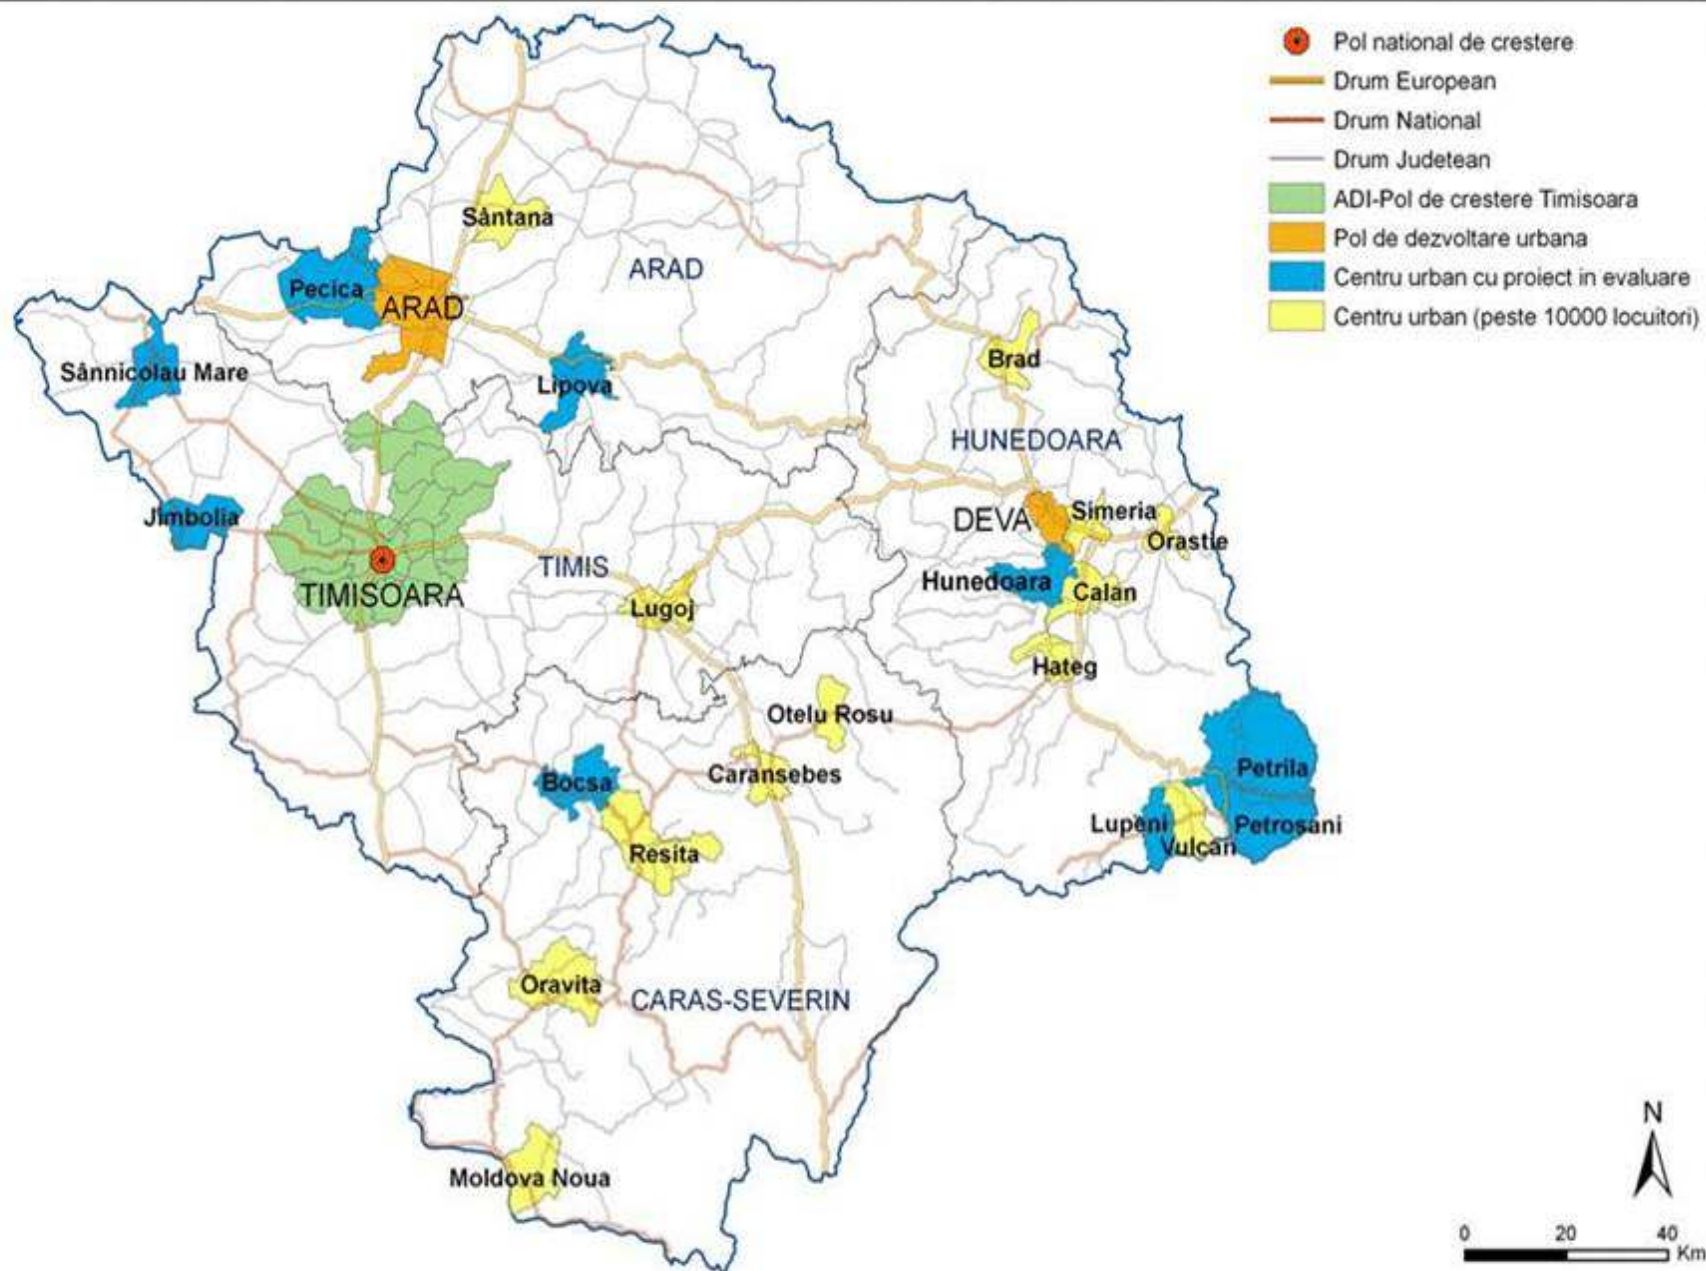 Pol national de crestere
Drum European
Drum National
Drum Judetean
ADI-Pol de crestere Timisoara
Pol de dezvoltare urbana
Centru urban cu proiect in evaluare
Centru urban (peste 10000 locuitori)
Sântana
ARAD
Pecica
ARAD
Brad
Sânnicolau Mare
Lipova
HUNEDOARA
Jimbolia
DEVA
Simeria
Orastie
TIMIS
Hunedoara
Calan
TIMISOARA
Lugoj
Hateg
Otelu Rosu
Caransebes
Petrila
Bocsa
Lupeni
Petrosani
Vulcan
Resita
Oravita
CARAS-SEVERIN
Moldova Noua
N
0 20 40
Km